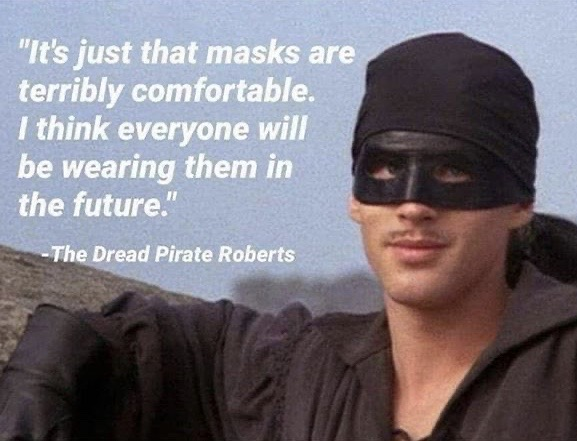 "It's just that masks are
terribly comfortable.
I think everyone will
be wearing them in
the future."
-The Dread Pirate Roberts